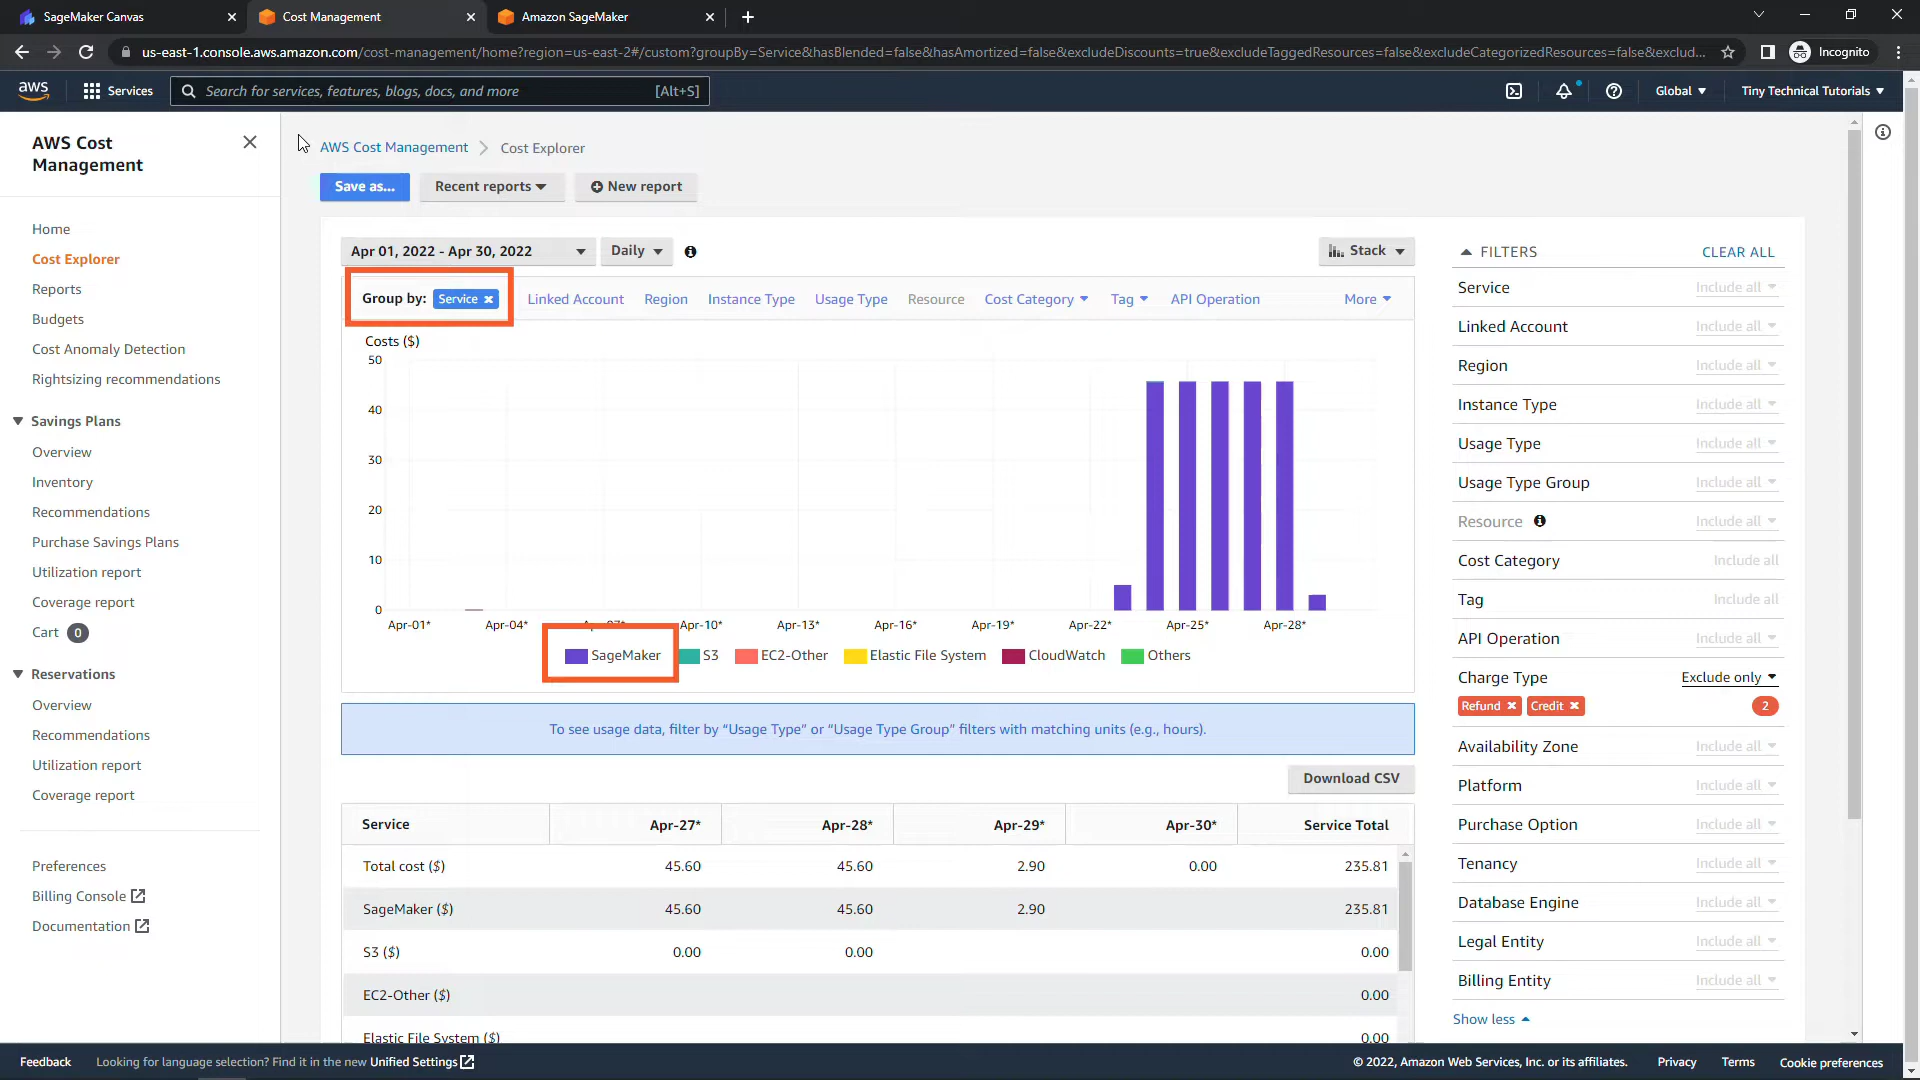 SageMaker Canvas
Cost Management
Amazon SageMaker
us-east-1.console.aws.amazon.com/cost-management/home?region=us-east-2#/custom?groupBy=Service&hasBlended=false&hasAmortized=false&excludeDiscounts=true&excludeTaggedResources=false&excludeCategorizedResources=false&exclud...
Incognito
aws
Services
Search for services, features, blogs, docs, and more [Alt+S]
Global
Tiny Technical Tutorials
AWS Cost
Management
Home
Cost Explorer
Reports
Budgets
Cost Anomaly Detection
Rightsizing recommendations
Savings Plans
Overview
Inventory
Recommendations
Purchase Savings Plans
Utilization report
Coverage report
Cart 0
Reservations
Overview
Recommendations
Utilization report
Coverage report
Preferences
Billing Console
Documentation
AWS Cost Management Cost Explorer
Save as... Recent reports New report
Apr 01, 2022 - Apr 30, 2022 Daily Stack
Group by: Service Linked Account Region Instance Type Usage Type Resource Cost Category Tag API Operation More
Costs ($)
50
40
30
20
10
0
Apr-01* Apr-04* Apr-07* Apr-10* Apr-13* Apr-16* Apr-19* Apr-22* Apr-25* Apr-28*
SageMaker S3 EC2-Other Elastic File System CloudWatch Others
To see usage data, filter by “Usage Type” or “Usage Type Group” filters with matching units (e.g., hours).
Download CSV
Service Apr-27* Apr-28* Apr-29* Apr-30* Service Total
Total cost ($) 45.60 45.60 2.90 0.00 235.81
SageMaker ($) 45.60 45.60 2.90 235.81
S3 ($) 0.00 0.00 0.00
EC2-Other ($) 0.00
Elastic File System ($) 0.00
FILTERS CLEAR ALL
Service Include all
Linked Account Include all
Region Include all
Instance Type Include all
Usage Type Include all
Usage Type Group Include all
Resource Include all
Cost Category Include all
Tag Include all
API Operation Include all
Charge Type Exclude only
Refund Credit 2
Availability Zone Include all
Platform Include all
Purchase Option Include all
Tenancy Include all
Database Engine Include all
Legal Entity Include all
Billing Entity Include all
Show less
Feedback Looking for language selection? Find it in the new Unified Settings
© 2022, Amazon Web Services, Inc. or its affiliates. Privacy Terms Cookie preferences